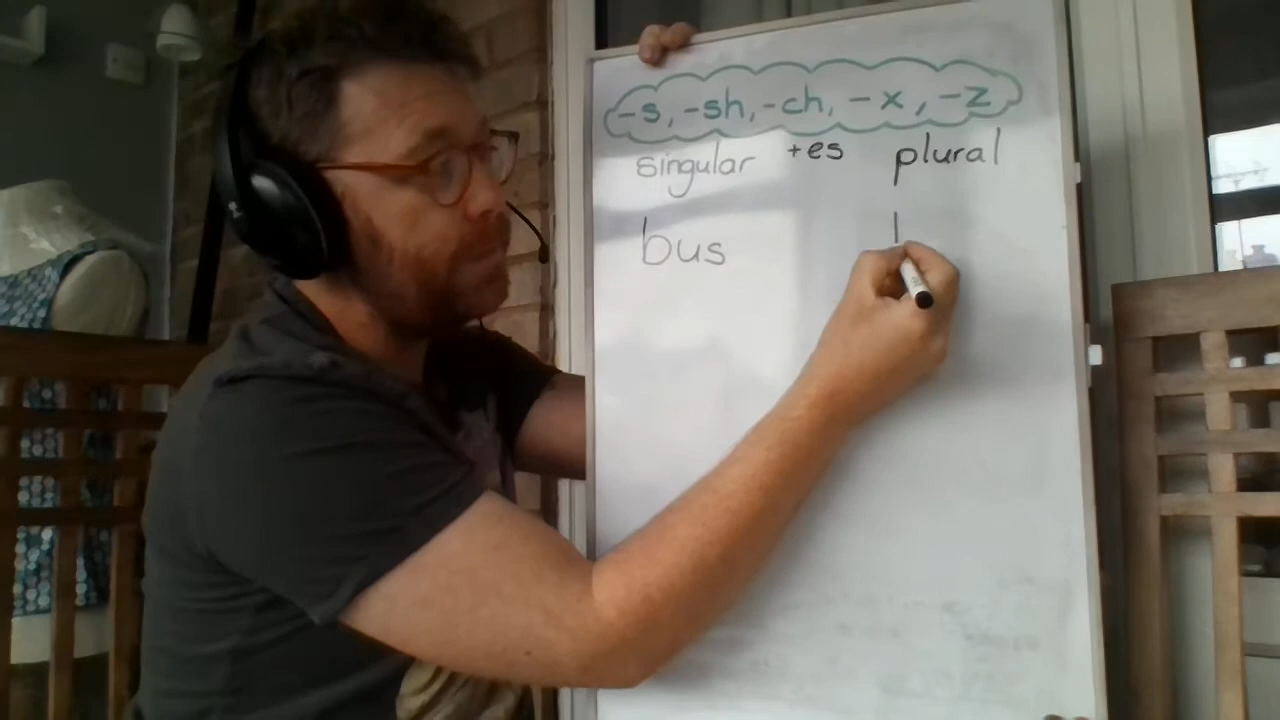 -s, -sh, -ch, -x, -z
singular +es plural
bus